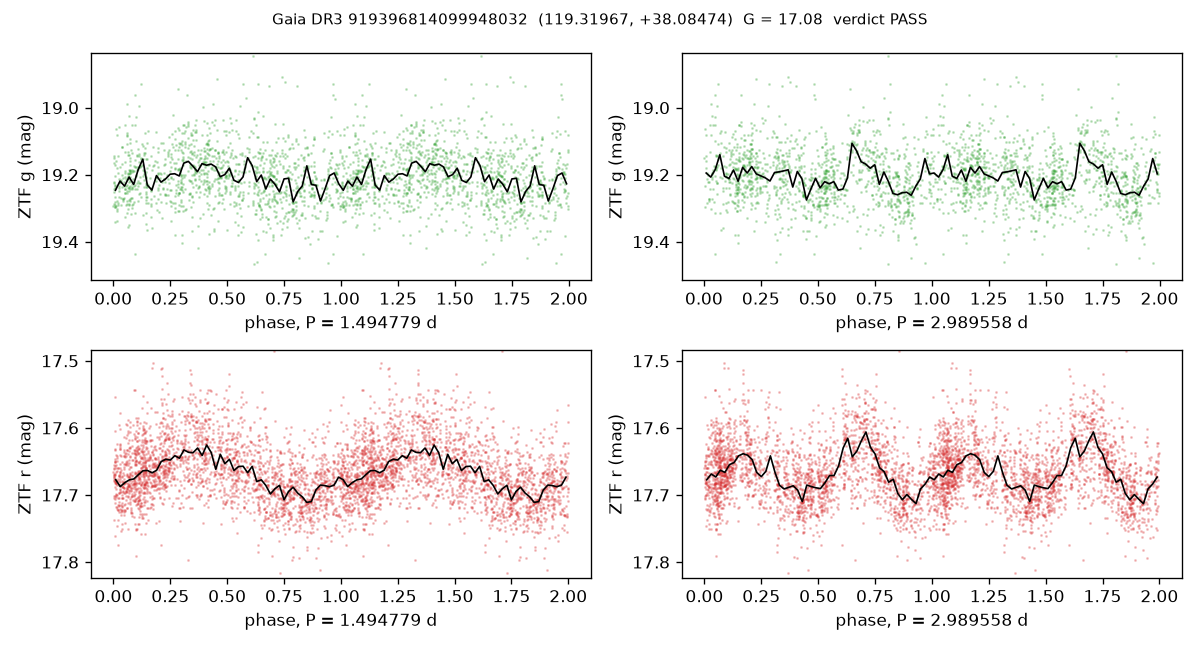 Gaia DR3 919396814099948032 (119.31967, +38.08474) G = 17.08 verdict PASS
ZTF g (mag)
19.0
19.2
19.4
0.00 0.25 0.50 0.75 1.00 1.25 1.50 1.75 2.00
phase, P = 1.494779 d
ZTF g (mag)
19.0
19.2
19.4
0.00 0.25 0.50 0.75 1.00 1.25 1.50 1.75 2.00
phase, P = 2.989558 d
ZTF r (mag)
17.5
17.6
17.7
17.8
0.00 0.25 0.50 0.75 1.00 1.25 1.50 1.75 2.00
phase, P = 1.494779 d
ZTF r (mag)
17.5
17.6
17.7
17.8
0.00 0.25 0.50 0.75 1.00 1.25 1.50 1.75 2.00
phase, P = 2.989558 d